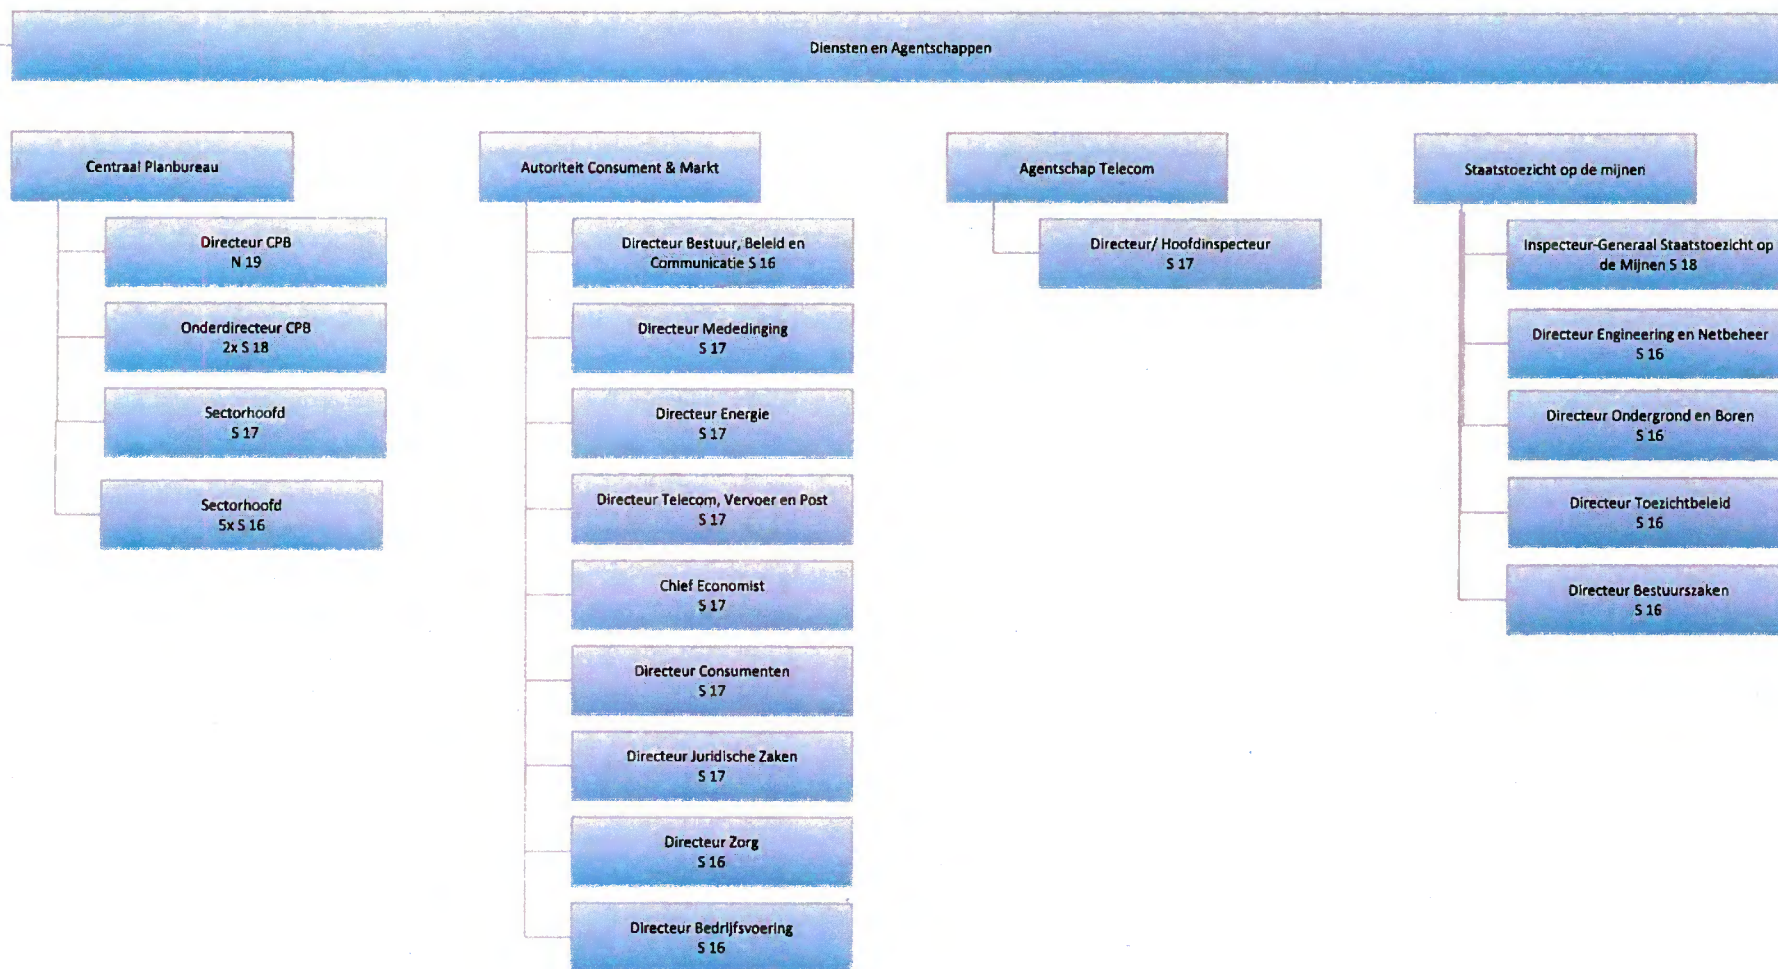 Diensten en Agentschappen
Centraal Planbureau
Directeur CPB
N 19
Onderdirecteur CPB
2x S 18
Sectorhoofd
S 17
Sectorhoofd
5x S 16
Autoriteit Consument & Markt
Directeur Bestuur, Beleid en
Communicatie S 16
Directeur Mededinging
S 17
Directeur Energie
S 17
Directeur Telecom, Vervoer en Post
S 17
Chief Economist
S 17
Directeur Consumenten
S 17
Directeur Juridische Zaken
S 17
Directeur Zorg
S 16
Directeur Bedrijfsvoering
S 16
Agentschap Telecom
Directeur/ Hoofdinspecteur
S 17
Staatstoezicht op de mijnen
Inspecteur-Generaal Staatstoezicht op
de Mijnen S 18
Directeur Engineering en Netbeheer
S 16
Directeur Ondergrond en Boren
S 16
Directeur Toezichtbeleid
S 16
Directeur Bestuurszaken
S 16